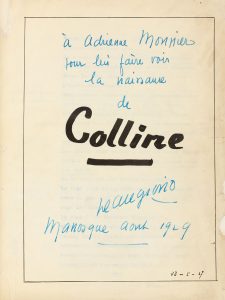 à Adrienne Monnier
pour lui faire voir
la naissance
de
Colline
Jean Giono
Manosque août 1929